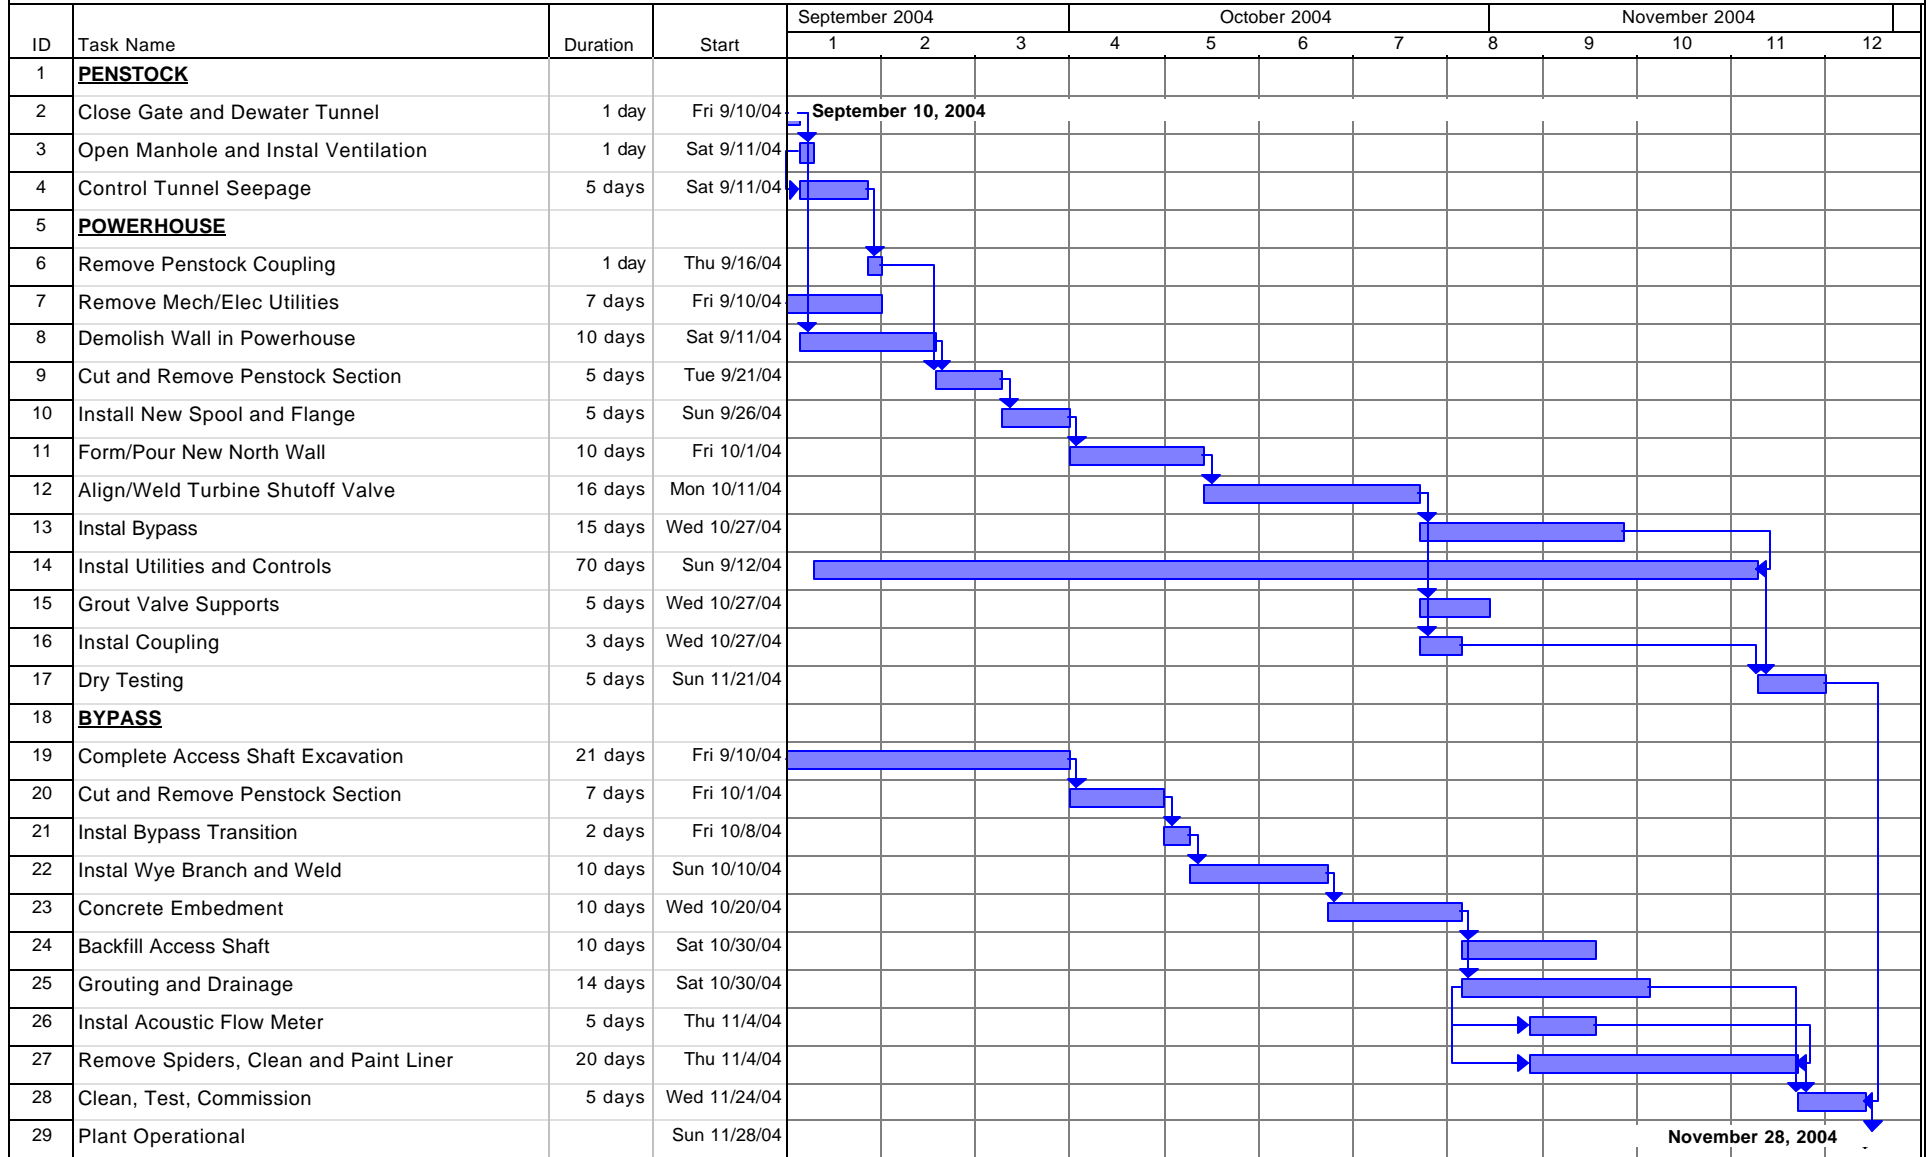 September 2004 October 2004 November 2004
ID Task Name Duration Start 1 2 3 4 5 6 7 8 9 10 11 12
1 PENSTOCK
2 Close Gate and Dewater Tunnel 1 day Fri 9/10/04 September 10, 2004
3 Open Manhole and Instal Ventilation 1 day Sat 9/11/04
4 Control Tunnel Seepage 5 days Sat 9/11/04
5 POWERHOUSE
6 Remove Penstock Coupling 1 day Thu 9/16/04
7 Remove Mech/Elec Utilities 7 days Fri 9/10/04
8 Demolish Wall in Powerhouse 10 days Sat 9/11/04
9 Cut and Remove Penstock Section 5 days Tue 9/21/04
10 Install New Spool and Flange 5 days Sun 9/26/04
11 Form/Pour New North Wall 10 days Fri 10/1/04
12 Align/Weld Turbine Shutoff Valve 16 days Mon 10/11/04
13 Instal Bypass 15 days Wed 10/27/04
14 Instal Utilities and Controls 70 days Sun 9/12/04
15 Grout Valve Supports 5 days Wed 10/27/04
16 Instal Coupling 3 days Wed 10/27/04
17 Dry Testing 5 days Sun 11/21/04
18 BYPASS
19 Complete Access Shaft Excavation 21 days Fri 9/10/04
20 Cut and Remove Penstock Section 7 days Fri 10/1/04
21 Instal Bypass Transition 2 days Fri 10/8/04
22 Instal Wye Branch and Weld 10 days Sun 10/10/04
23 Concrete Embedment 10 days Wed 10/20/04
24 Backfill Access Shaft 10 days Sat 10/30/04
25 Grouting and Drainage 14 days Sat 10/30/04
26 Instal Acoustic Flow Meter 5 days Thu 11/4/04
27 Remove Spiders, Clean and Paint Liner 20 days Thu 11/4/04
28 Clean, Test, Commission 5 days Wed 11/24/04
29 Plant Operational Sun 11/28/04 November 28, 2004